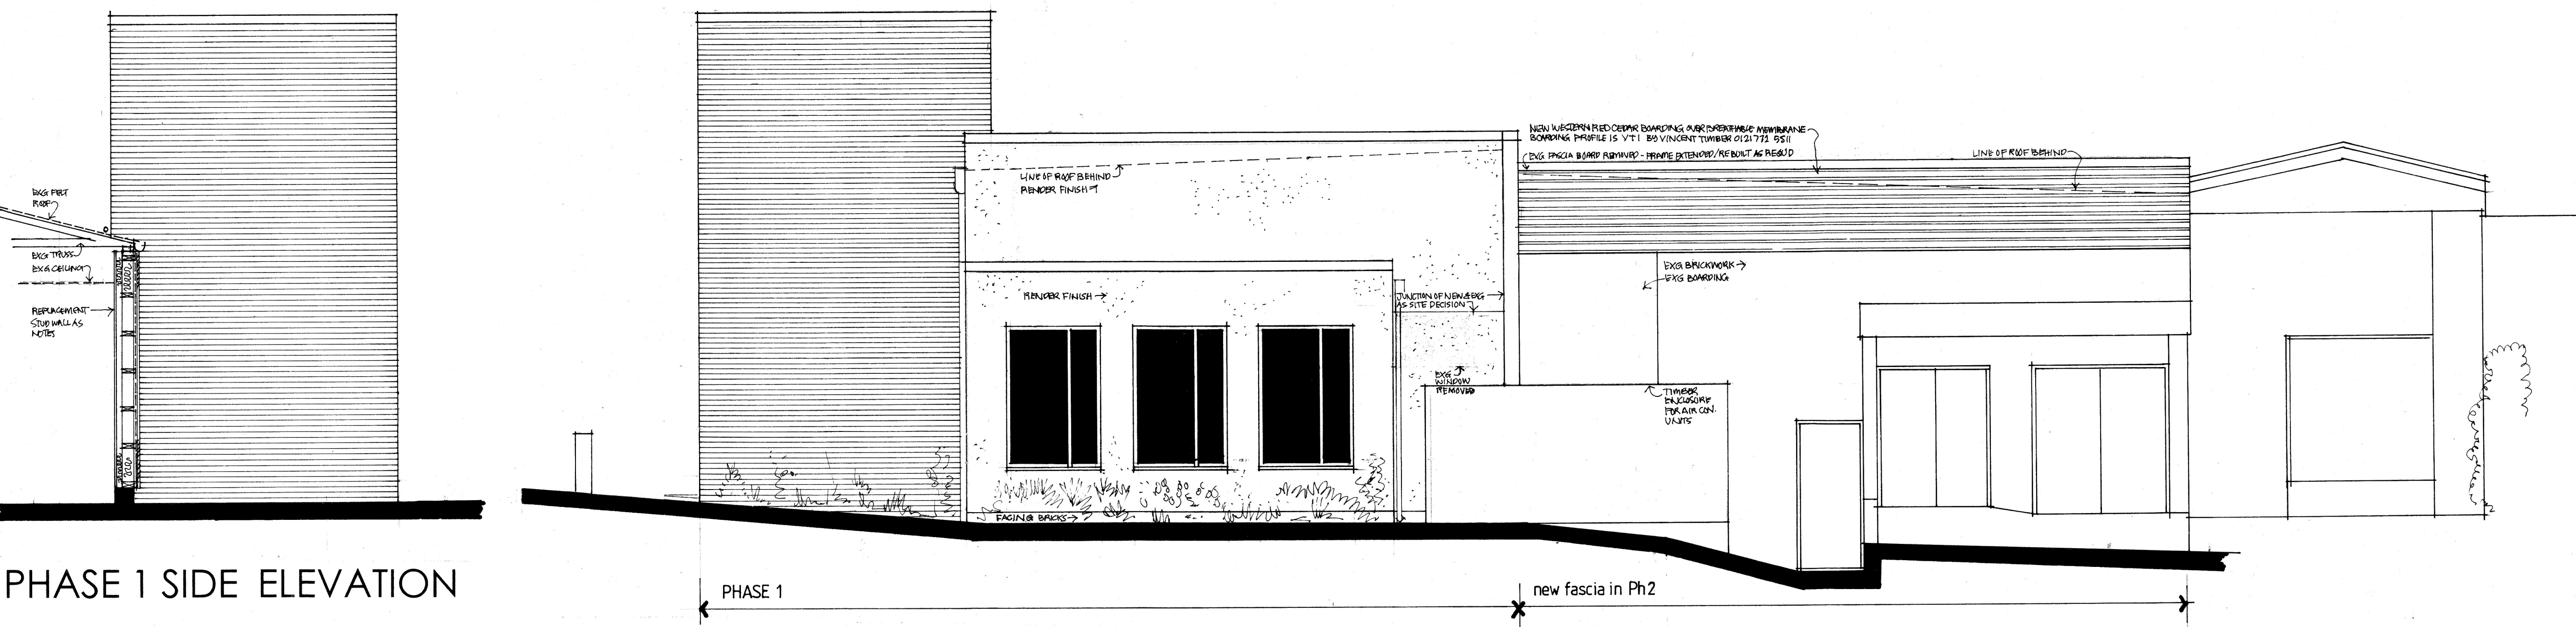 EXG FELT
ROOF
EXG TRUSS
EXG CEILING
REPLACEMENT
STUD WALL AS
NOTES
PHASE 1 SIDE ELEVATION
LINE OF ROOF BEHIND
RENDER FINISH
RENDER FINISH
FACING BRICKS
JUNCTION OF NEW & EXG
AS SITE DECISION
EXG
WINDOW
REMOVED
NEW WESTERN RED CEDAR BOARDING OVER BREATHABLE MEMBRANE
BOARDING PROFILE IS VT1 BY VINCENT TIMBER 0121 772 5511
EXG FASCIA BOARD REMOVED - FRAME EXTENDED/REBUILT AS REQUD
LINE OF ROOF BEHIND
EXG BRICKWORK
EXG BOARDING
TIMBER
ENCLOSURE
FOR AIR CON.
UNITS
PHASE 1
new fascia in Ph2